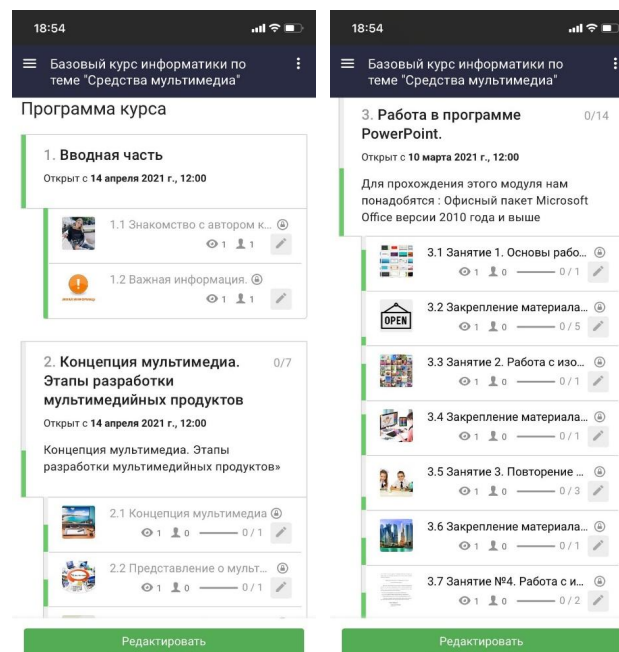 18:54
Базовый курс информатики по
теме "Средства мультимедиа"
Программа курса
1. Вводная часть
Открыт с 14 апреля 2021 г., 12:00
1.1 Знакомство с автором к...
1 1
1.2 Важная информация.
1 1
2. Концепция мультимедиа. 0/7
Этапы разработки
мультимедийных продуктов
Открыт с 14 апреля 2021 г., 12:00
Концепция мультимедиа. Этапы
разработки мультимедийных продуктов»
2.1 Концепция мультимедиа
1 0 0 / 1
2.2 Представление о мульт...
1 0 0 / 1
Редактировать
18:54
Базовый курс информатики по
теме "Средства мультимедиа"
3. Работа в программе 0/14
PowerPoint.
Открыт с 10 марта 2021 г., 12:00
Для прохождения этого модуля нам
понадобятся : Офисный пакет Microsoft
Office версии 2010 года и выше
3.1 Занятие 1. Основы рабо...
1 0 0 / 1
3.2 Закрепление материала...
OPEN
1 0 0 / 5
3.3 Занятие 2. Работа с изо...
1 0 0 / 1
3.4 Закрепление материала...
1 0 0 / 1
3.5 Занятие 3. Повторение ...
1 0 0 / 3
3.6 Закрепление материала...
1 0 0 / 1
3.7 Занятие №4. Работа с и...
1 0 0 / 2
Редактировать